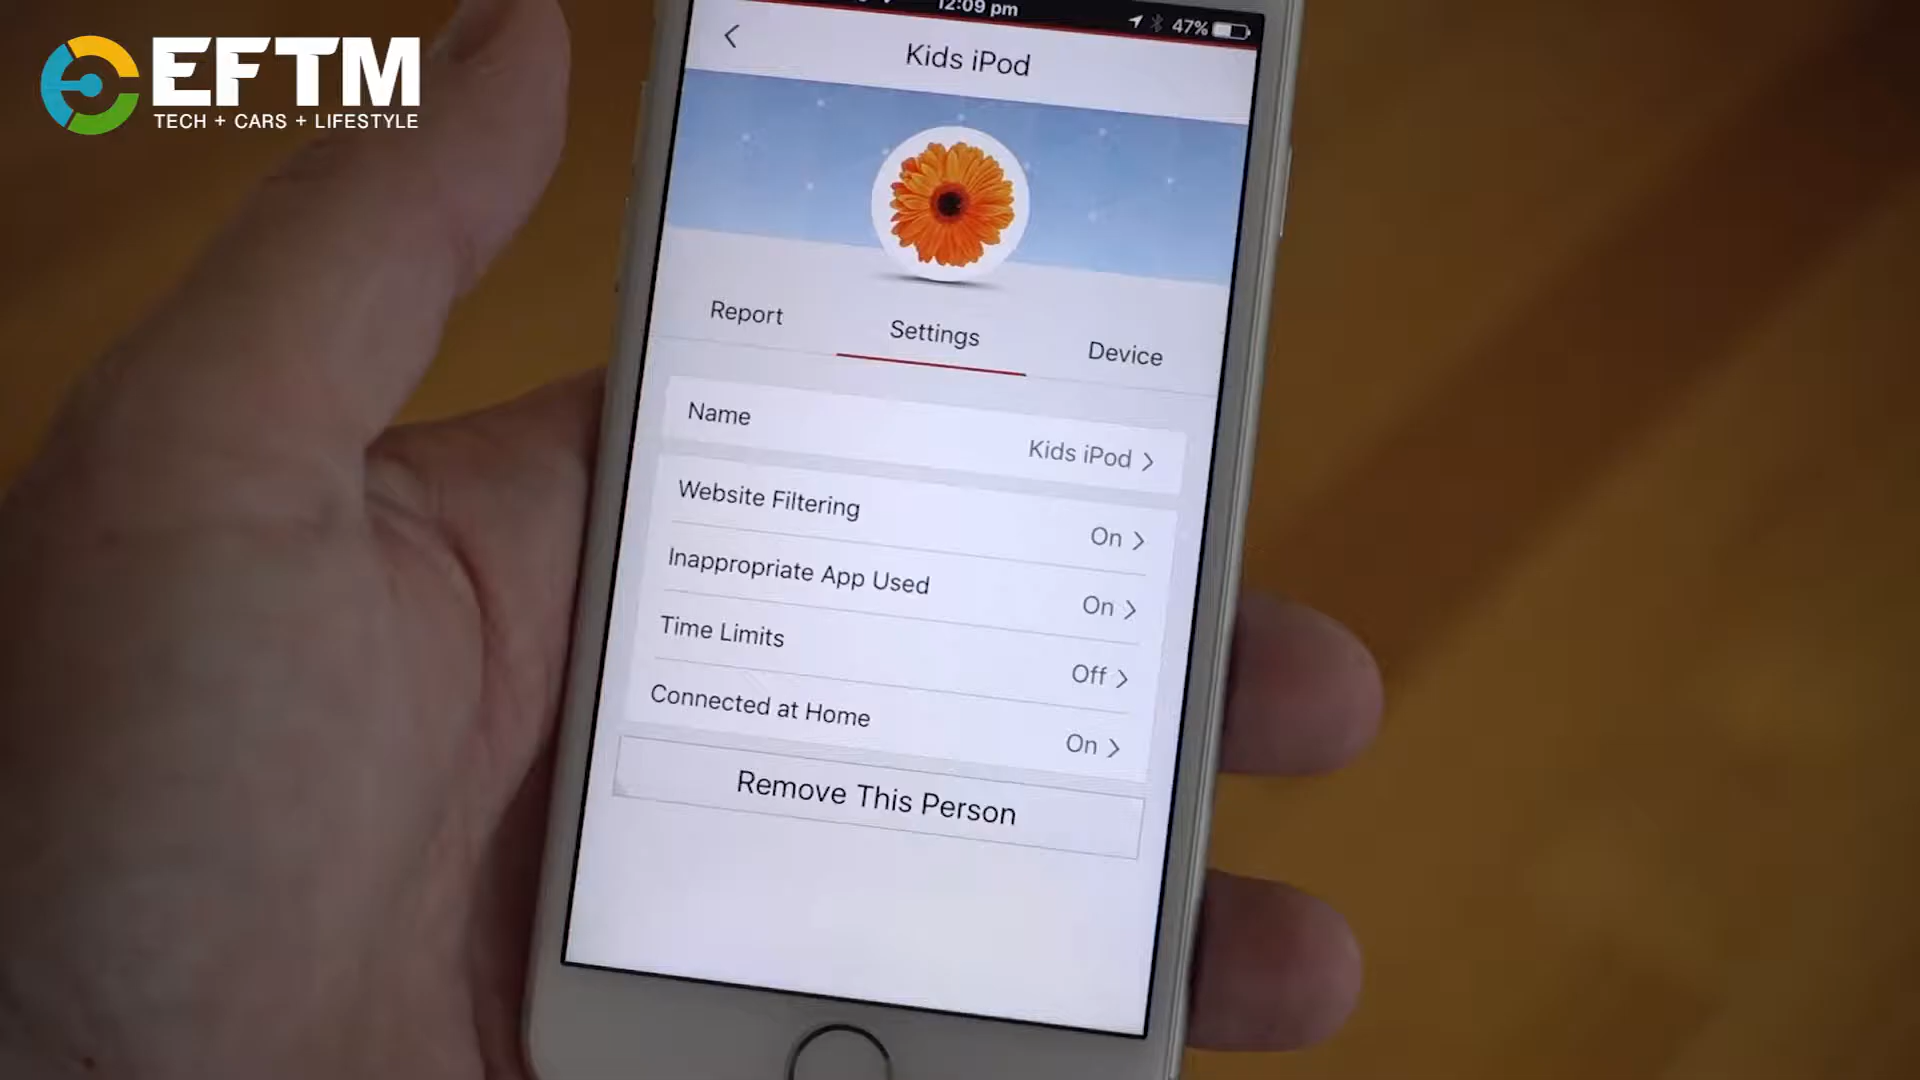 EFTM
TECH + CARS + LIFESTYLE
12:09 pm
47%
Kids iPod
Report
Settings
Device
Name
Kids iPod
Website Filtering
On
Inappropriate App Used
On
Time Limits
Off
Connected at Home
On
Remove This Person